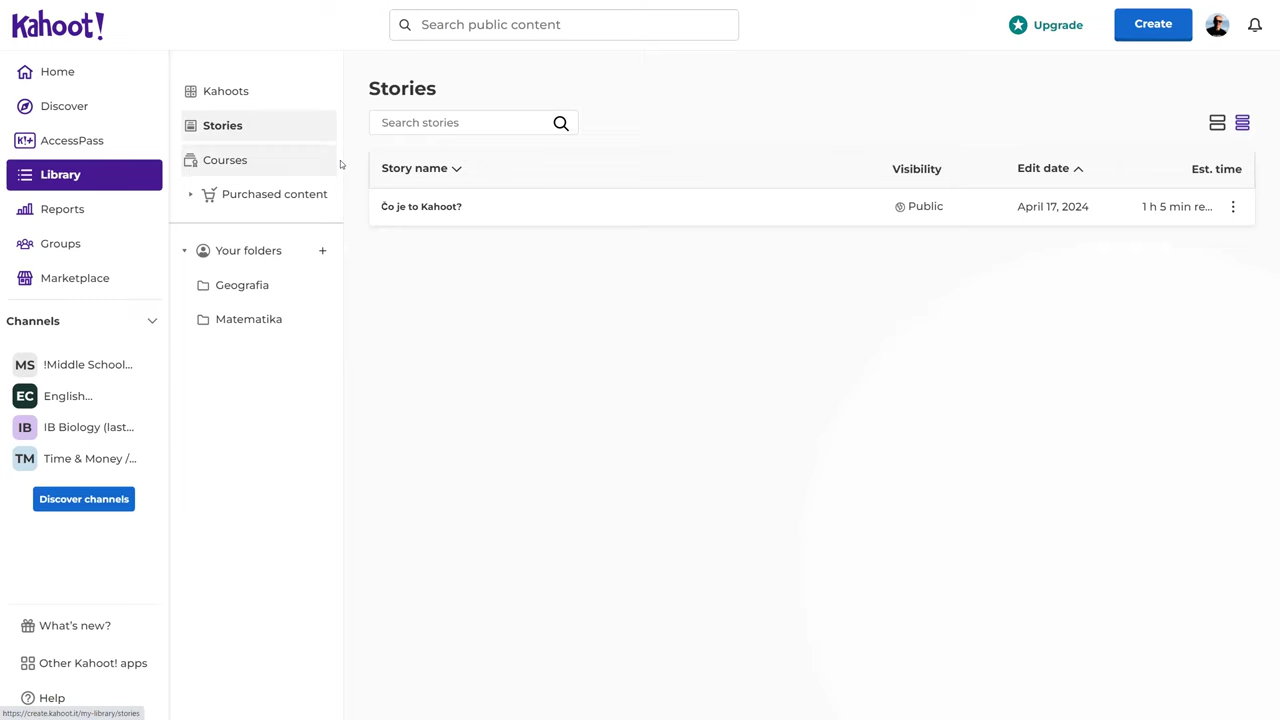 Kahoot!
Search public content
Upgrade
Create
Home
Discover
K!+ AccessPass
Library
Reports
Groups
Marketplace
Channels
MS !Middle School...
EC English...
IB IB Biology (last...
TM Time & Money /...
Discover channels
What's new?
Other Kahoot! apps
Help
https://create.kahoot.it/my-library/stories
Kahoots
Stories
Courses
Purchased content
Your folders +
Geografia
Matematika
Stories
Search stories
Story name Visibility Edit date Est. time
Čo je to Kahoot? Public April 17, 2024 1 h 5 min re...